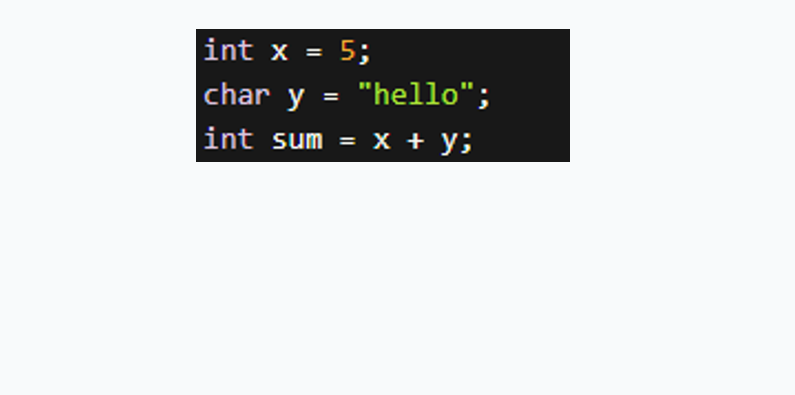 int x = 5;
char y = "hello";
int sum = x + y;